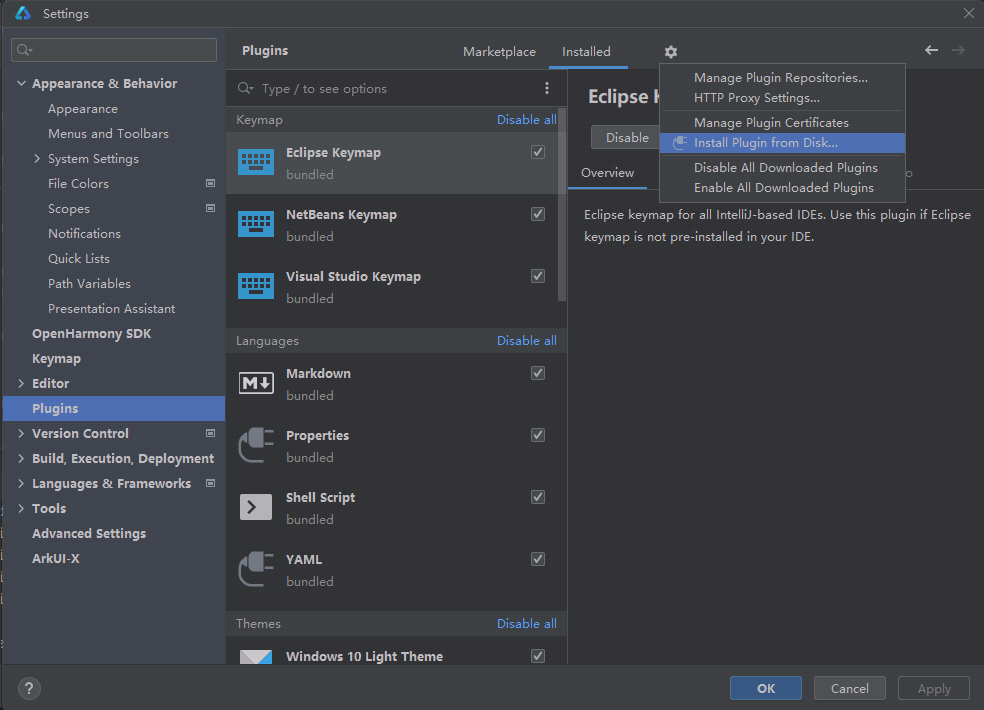 Settings
Appearance & Behavior
Appearance
Menus and Toolbars
System Settings
File Colors
Scopes
Notifications
Quick Lists
Path Variables
Presentation Assistant
OpenHarmony SDK
Keymap
Editor
Plugins
Version Control
Build, Execution, Deployment
Languages & Frameworks
Tools
Advanced Settings
ArkUI-X
Plugins
Marketplace
Installed
Type / to see options
Keymap
Disable all
Eclipse Keymap
bundled
NetBeans Keymap
bundled
Visual Studio Keymap
bundled
Languages
Disable all
Markdown
bundled
Properties
bundled
Shell Script
bundled
YAML
bundled
Themes
Disable all
Windows 10 Light Theme
Manage Plugin Repositories...
HTTP Proxy Settings...
Manage Plugin Certificates
Install Plugin from Disk...
Disable All Downloaded Plugins
Enable All Downloaded Plugins
Eclipse
Disable
Overview
Eclipse keymap for all IntelliJ-based IDEs. Use this plugin if Eclipse
keymap is not pre-installed in your IDE.
?
OK
Cancel
Apply